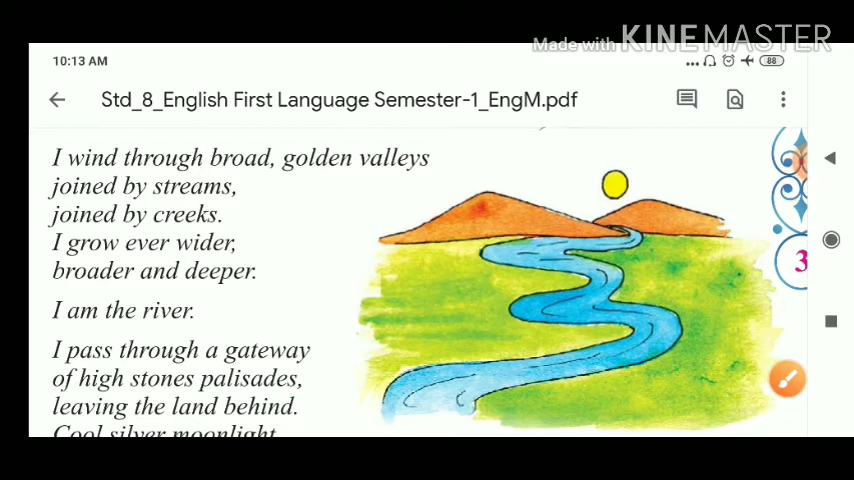 Made with KINEMASTER
10:13 AM
88
Std_8_English First Language Semester-1_EngM.pdf
I wind through broad, golden valleys
joined by streams,
joined by creeks.
I grow ever wider,
broader and deeper.
I am the river.
3
I pass through a gateway
of high stones palisades,
leaving the land behind.
Cool silver moonlight